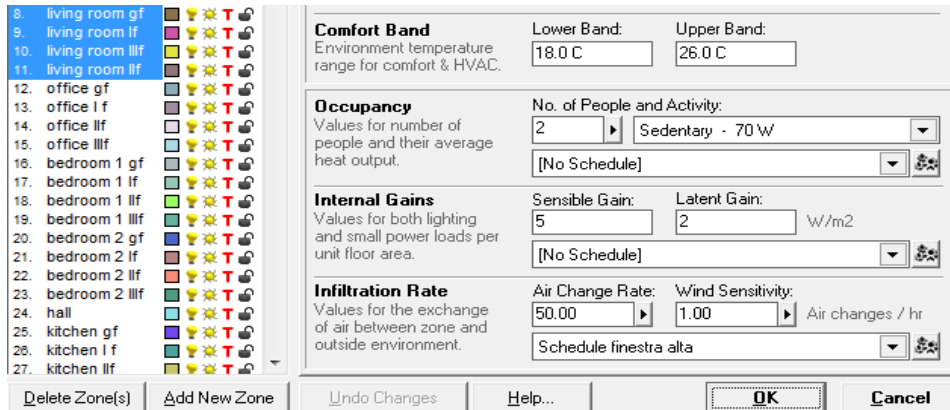 8. living room gf
9. living room If
10. living room IIIf
11. living room IIf
12. office gf
13. office I f
14. office IIf
15. office IIIf
16. bedroom 1 gf
17. bedroom 1 If
18. bedroom 1 IIf
19. bedroom 1 IIIf
20. bedroom 2 gf
21. bedroom 2 If
22. bedroom 2 IIf
23. bedroom 2 IIIf
24. hall
25. kitchen gf
26. kitchen I f
27. kitchen IIf
Delete Zone(s) Add New Zone
Comfort Band Lower Band: Upper Band:
Environment temperature 18.0 C 26.0 C
range for comfort & HVAC.
Occupancy No. of People and Activity:
Values for number of 2 Sedentary - 70 W
people and their average
heat output. [No Schedule]
Internal Gains Sensible Gain: Latent Gain:
Values for both lighting 5 2 W/m2
and small power loads per
unit floor area. [No Schedule]
Infiltration Rate Air Change Rate: Wind Sensitivity:
Values for the exchange 50.00 1.00 Air changes / hr
of air between zone and
outside environment. Schedule finestra alta
Undo Changes Help... OK Cancel